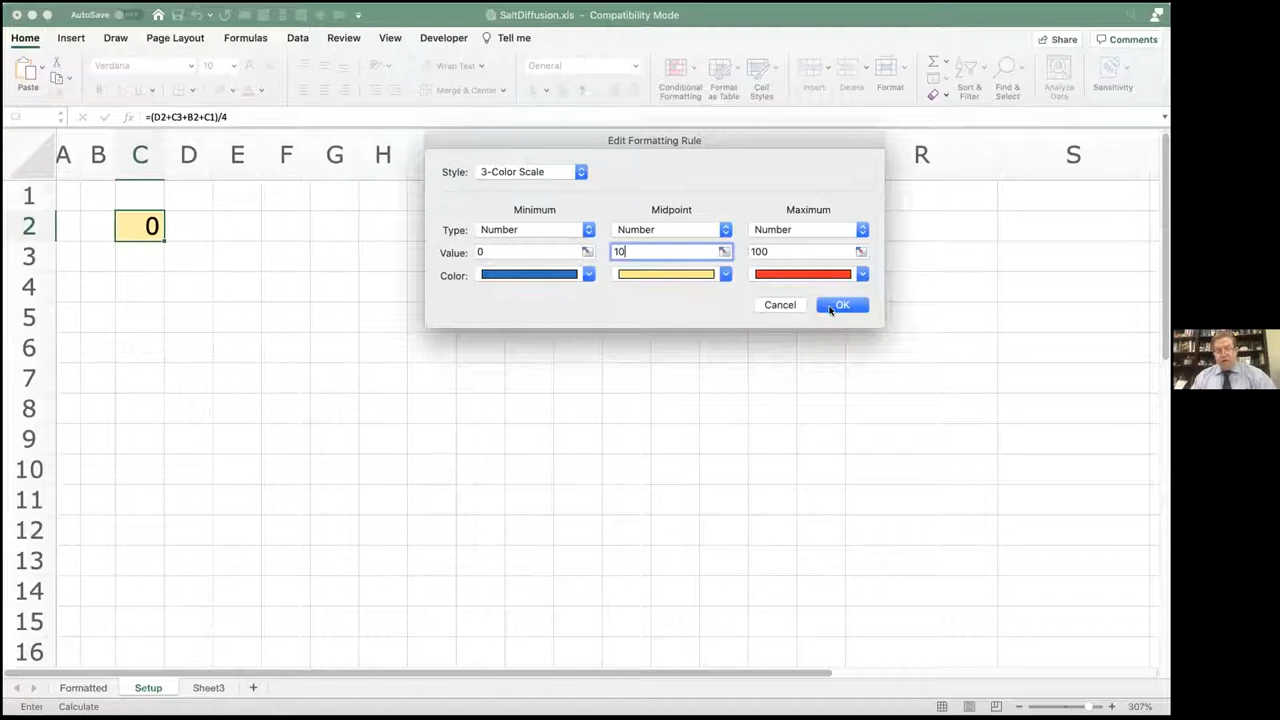 AutoSave
SaltDiffusion.xls - Compatibility Mode
Home Insert Draw Page Layout Formulas Data Review View Developer Tell me
Share Comments
Paste
Verdana 10
Wrap Text
Merge & Center
General
Conditional Formatting
Format as Table
Cell Styles
Insert Delete Format
Sort & Filter
Find & Select
Analyze Data
Sensitivity
C2 fx =(D2+C3+B2+C1)/4
A B C D E F G H R S
Edit Formatting Rule
Style: 3-Color Scale
Minimum Midpoint Maximum
Type: Number Number Number
Value: 0 10 100
Color:
Cancel OK
1
2 0
3
4
5
6
7
8
9
10
11
12
13
14
15
16
Formatted Setup Sheet3 +
Enter Calculate 307%